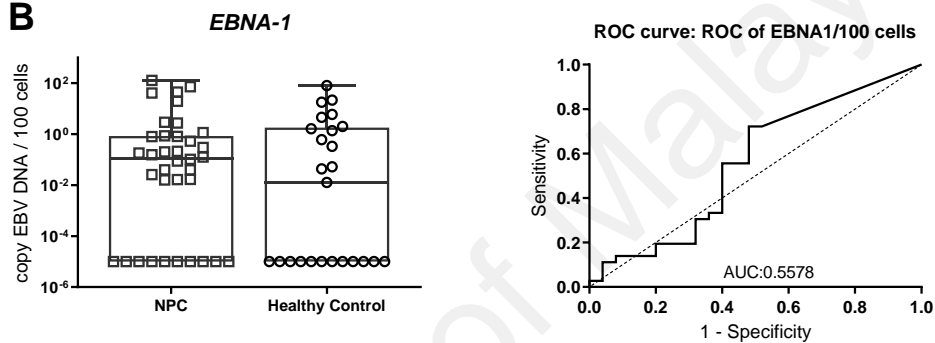 B
EBNA-1
copy EBV DNA / 100 cells
10²
10⁰
10⁻²
10⁻⁴
10⁻⁶
NPC
Healthy Control
ROC curve: ROC of EBNA1/100 cells
Sensitivity
1.0
0.8
0.6
0.4
0.2
0.0
AUC:0.5578
0.0 0.2 0.4 0.6 0.8 1.0
1 - Specificity
of Malay